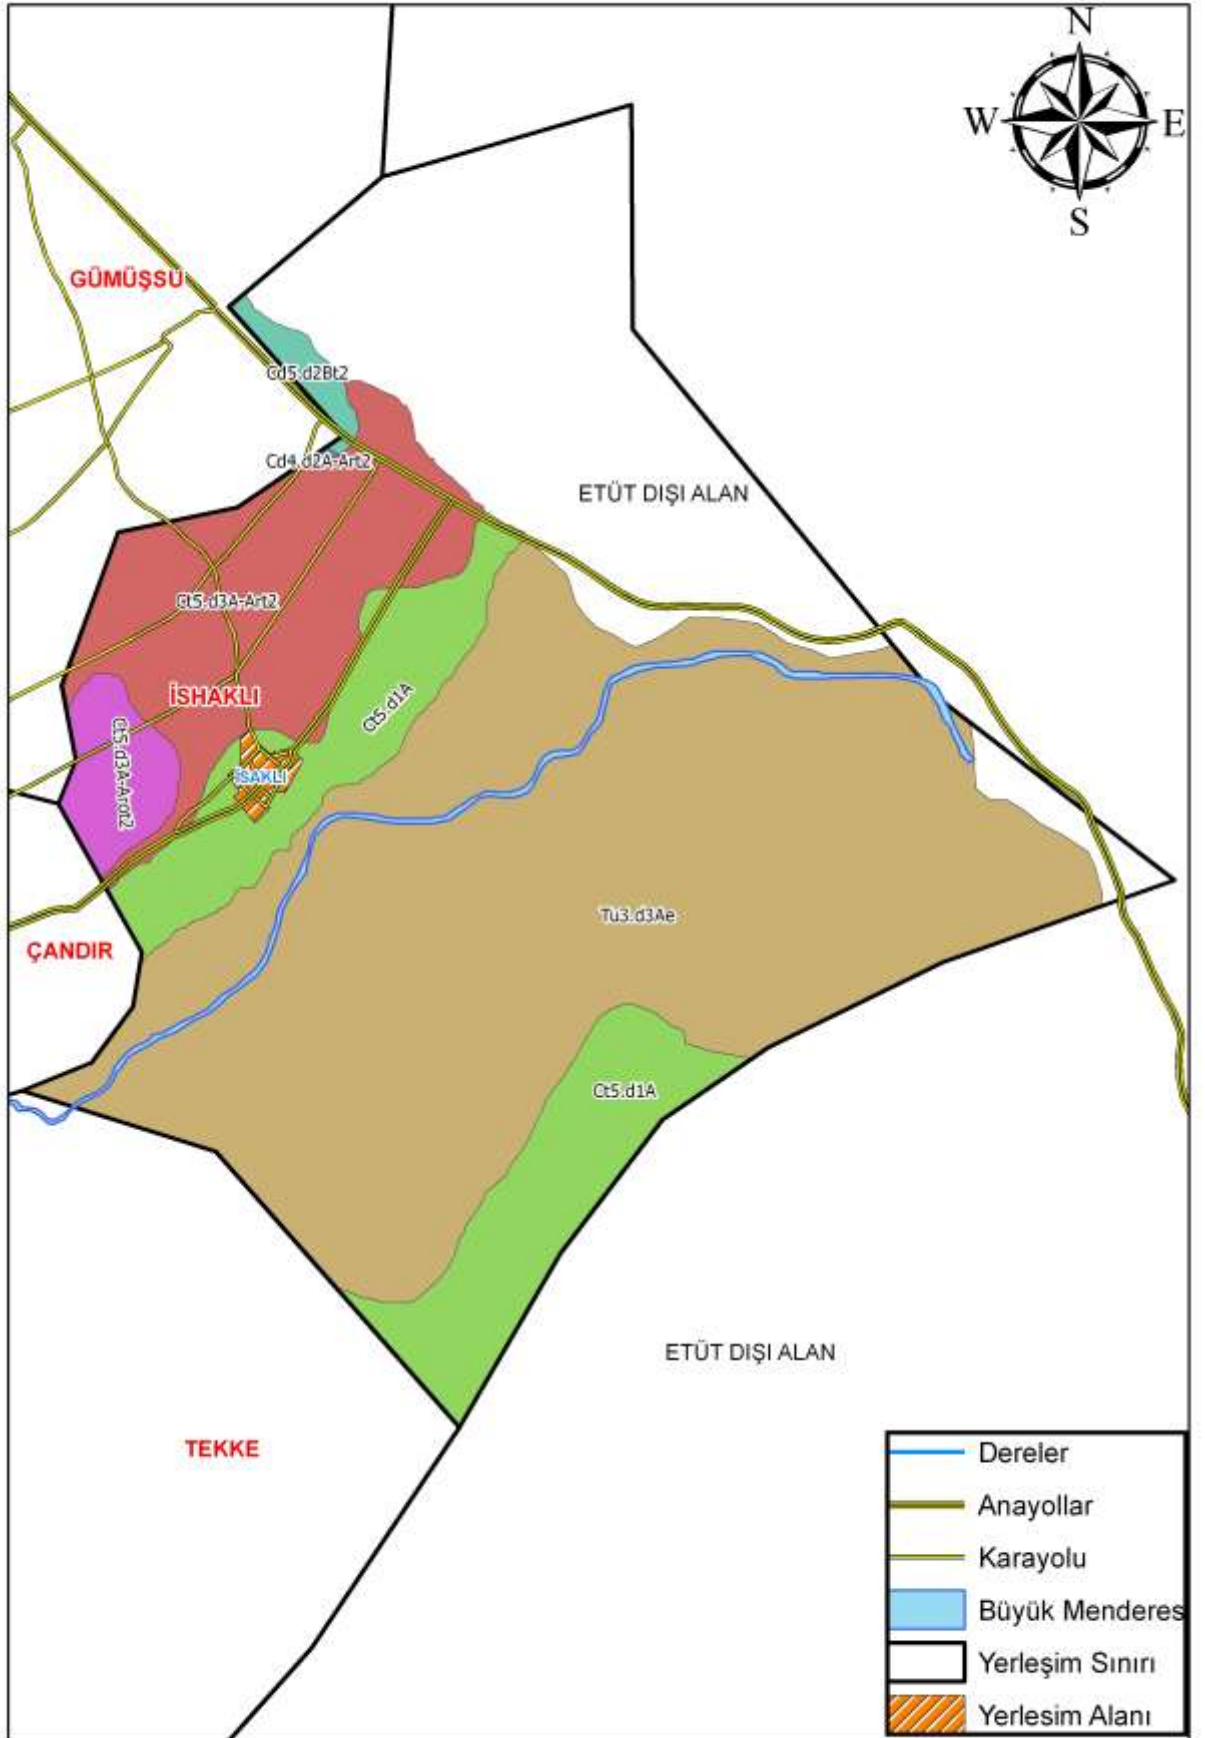 N
W
E
S
GÜMÜŞSU
Cd5.d2Bt2
Cd4.d2A-Art2
ETÜT DIŞI ALAN
Ct5.d3A-Art2
İSHAKLI
Ct5.d1A
Ct5.d3A-Arot2
İSAKLI
Tu3.d3Ae
ÇANDIR
Ct5.d1A
ETÜT DIŞI ALAN
TEKKE
Dereler
Anayollar
Karayolu
Büyük Menderes
Yerleşim Sınırı
Yerlesim Alanı